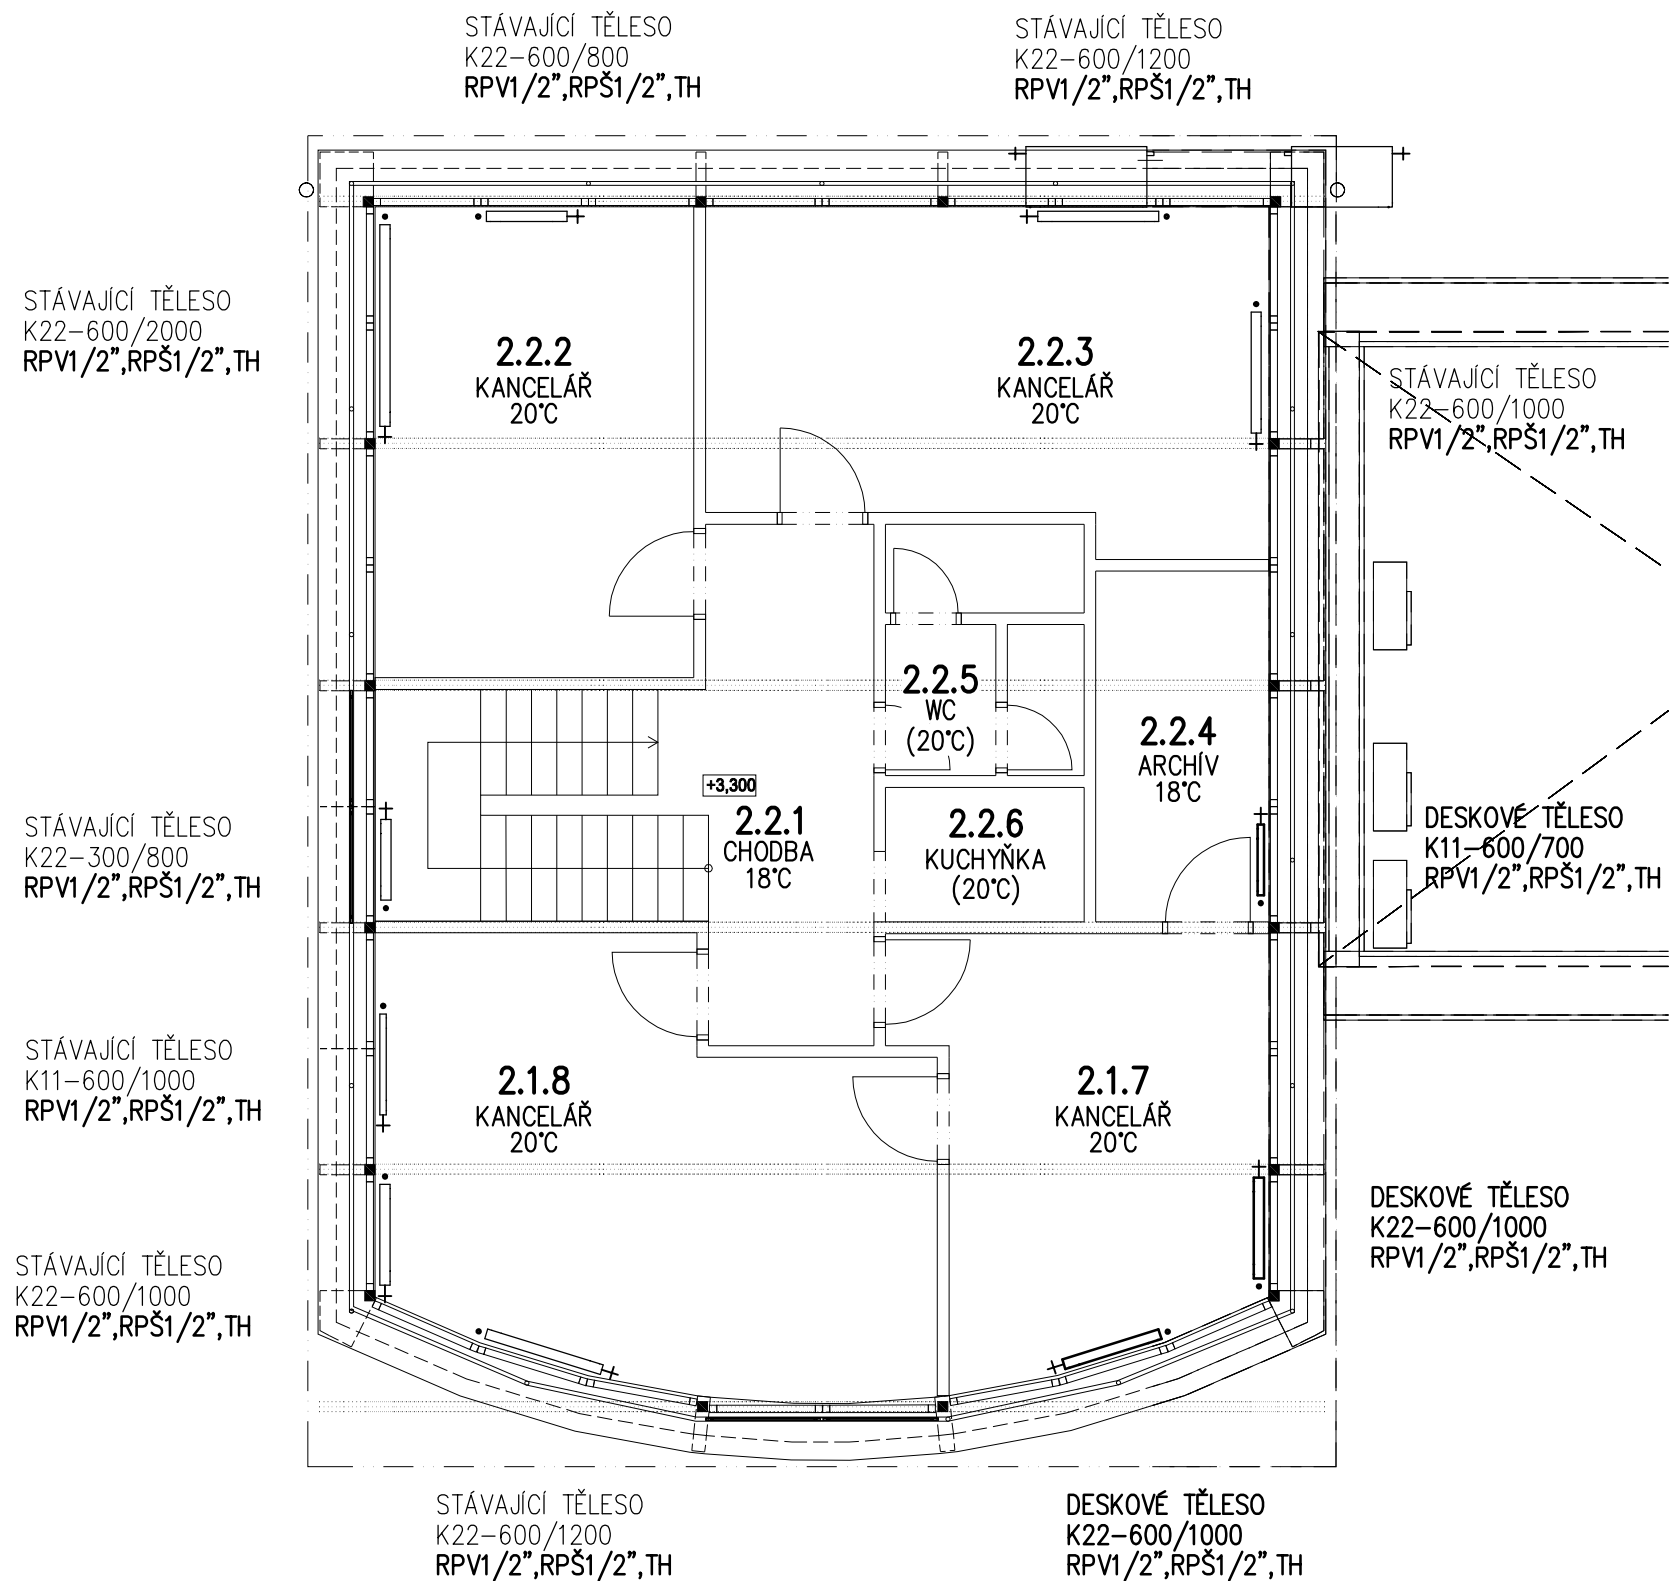 STÁVAJÍCÍ TĚLESO
K22-600/800
RPV1/2",RPŠ1/2",TH
STÁVAJÍCÍ TĚLESO
K22-600/1200
RPV1/2",RPŠ1/2",TH
STÁVAJÍCÍ TĚLESO
K22-600/2000
RPV1/2",RPŠ1/2",TH
2.2.2
KANCELÁŘ
20°C
2.2.3
KANCELÁŘ
20°C
STÁVAJÍCÍ TĚLESO
K22-600/1000
RPV1/2",RPŠ1/2",TH
2.2.5
WC
(20°C)
2.2.4
ARCHÍV
18°C
+3,300
2.2.1
CHODBA
18°C
2.2.6
KUCHYŇKA
(20°C)
STÁVAJÍCÍ TĚLESO
K22-300/800
RPV1/2",RPŠ1/2",TH
DESKOVÉ TĚLESO
K11-600/700
RPV1/2",RPŠ1/2",TH
STÁVAJÍCÍ TĚLESO
K11-600/1000
RPV1/2",RPŠ1/2",TH
2.1.8
KANCELÁŘ
20°C
2.1.7
KANCELÁŘ
20°C
DESKOVÉ TĚLESO
K22-600/1000
RPV1/2",RPŠ1/2",TH
STÁVAJÍCÍ TĚLESO
K22-600/1000
RPV1/2",RPŠ1/2",TH
STÁVAJÍCÍ TĚLESO
K22-600/1200
RPV1/2",RPŠ1/2",TH
DESKOVÉ TĚLESO
K22-600/1000
RPV1/2",RPŠ1/2",TH